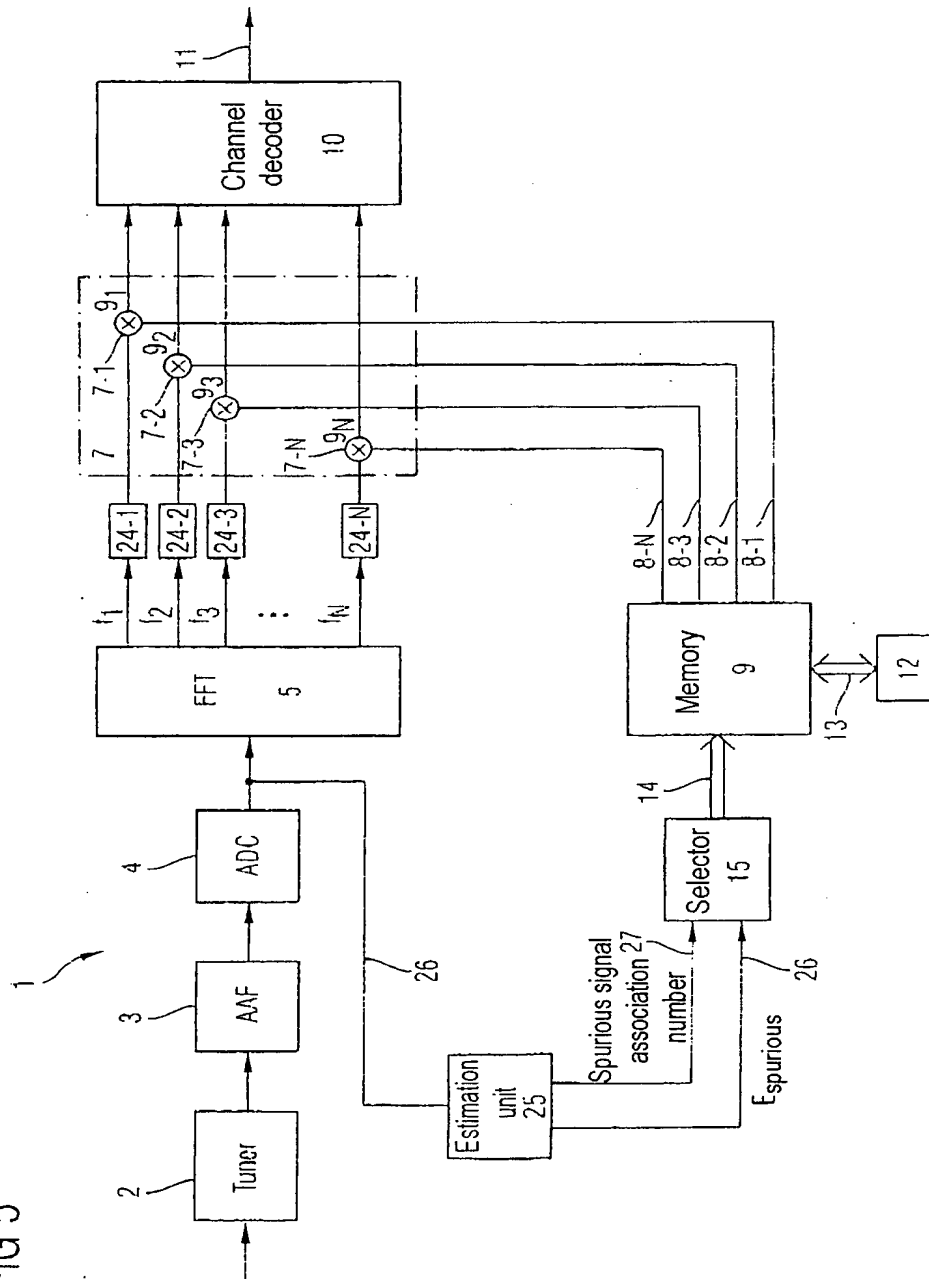 FIG 5
1
2
Tuner
3
AAF
4
ADC
26
FFT
5
f1
f2
f3
...
fN
24-1
24-2
24-3
24-N
7
7-1
7-2
7-3
7-N
91
92
93
9N
Channel
decoder
10
11
Estimation
unit
25
Spurious signal
association
number
27
Espurious
26
Selector
15
14
Memory
9
13
12
8-N
8-3
8-2
8-1